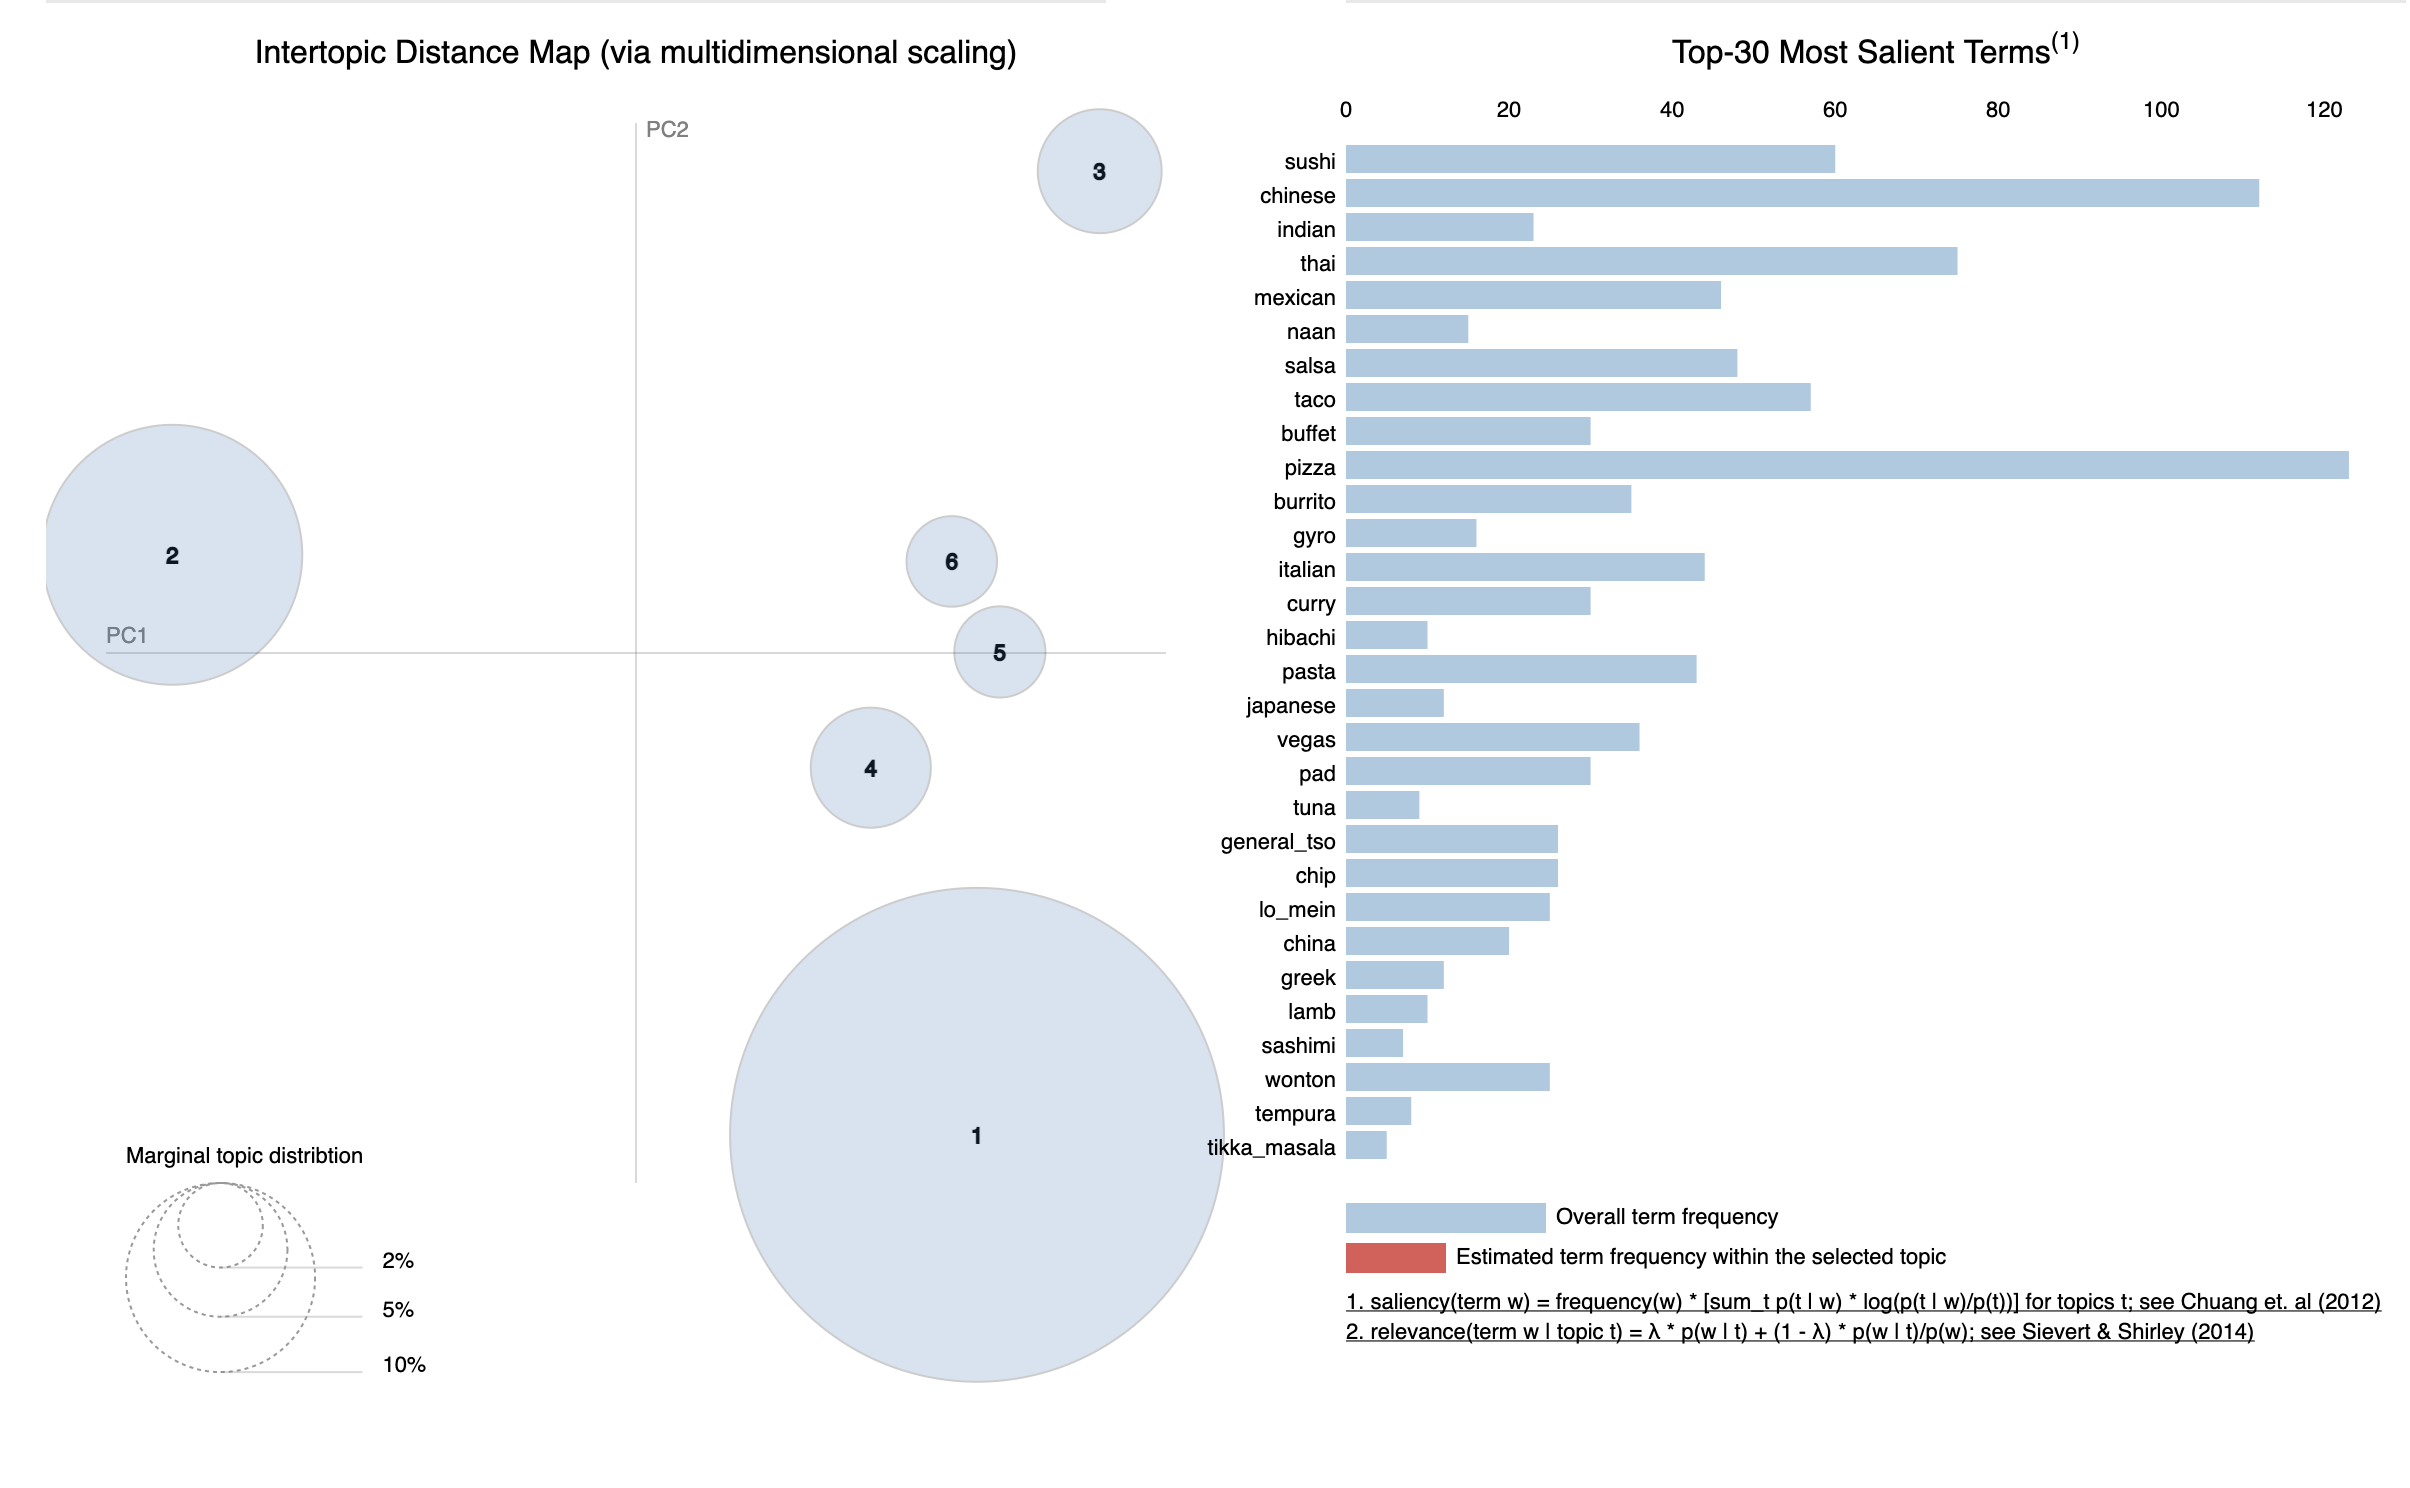 Intertopic Distance Map (via multidimensional scaling)
PC2
3
2
6
PC1
5
4
1
Marginal topic distribtion
2%
5%
10%
Top-30 Most Salient Terms(1)
0 20 40 60 80 100 120
sushi
chinese
indian
thai
mexican
naan
salsa
taco
buffet
pizza
burrito
gyro
italian
curry
hibachi
pasta
japanese
vegas
pad
tuna
general_tso
chip
lo_mein
china
greek
lamb
sashimi
wonton
tempura
tikka_masala
Overall term frequency
Estimated term frequency within the selected topic
1. saliency(term w) = frequency(w) * [sum_t p(t | w) * log(p(t | w)/p(t))] for topics t; see Chuang et. al (2012)
2. relevance(term w | topic t) = λ * p(w | t) + (1 - λ) * p(w | t)/p(w); see Sievert & Shirley (2014)